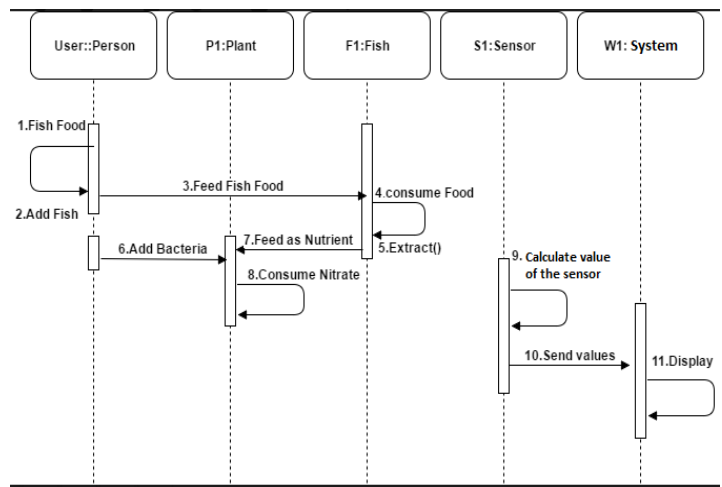 User::Person
P1:Plant
F1:Fish
S1:Sensor
W1: System
1.Fish Food
2.Add Fish
3.Feed Fish Food
4.consume Food
5.Extract()
6.Add Bacteria
7.Feed as Nutrient
8.Consume Nitrate
9. Calculate value
of the sensor
10.Send values
11.Display